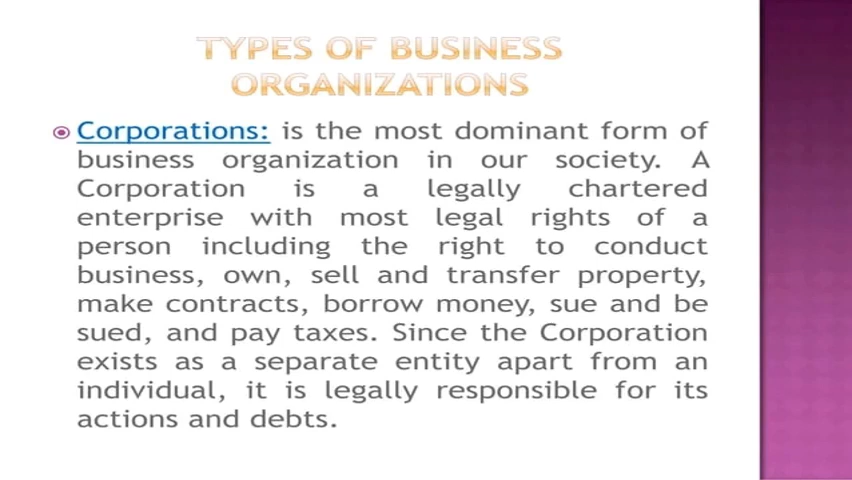 TYPES OF BUSINESS
ORGANIZATIONS
Corporations: is the most dominant form of
business organization in our society. A
Corporation is a legally chartered
enterprise with most legal rights of a
person including the right to conduct
business, own, sell and transfer property,
make contracts, borrow money, sue and be
sued, and pay taxes. Since the Corporation
exists as a separate entity apart from an
individual, it is legally responsible for its
actions and debts.